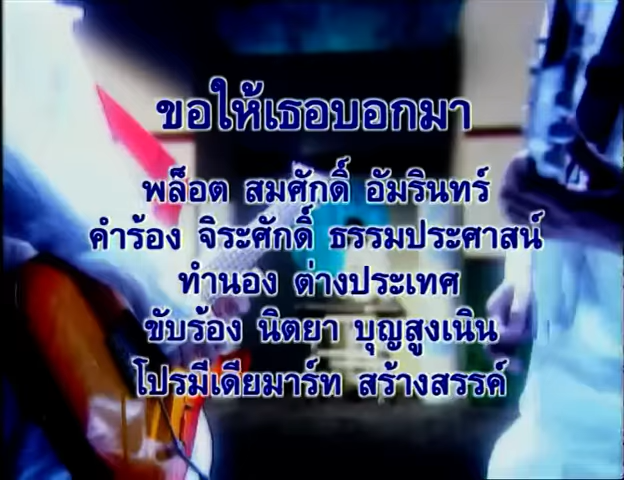 ขอให้เธอบอกมา
พล็อต สมศักดิ์ อัมรินทร์
คำร้อง จิระศักดิ์ ธรรมประศาสน์
ทำนอง ต่างประเทศ
ขับร้อง นิตยา บุญสูงเนิน
โปรมีเดียมาร์ท สร้างสรรค์